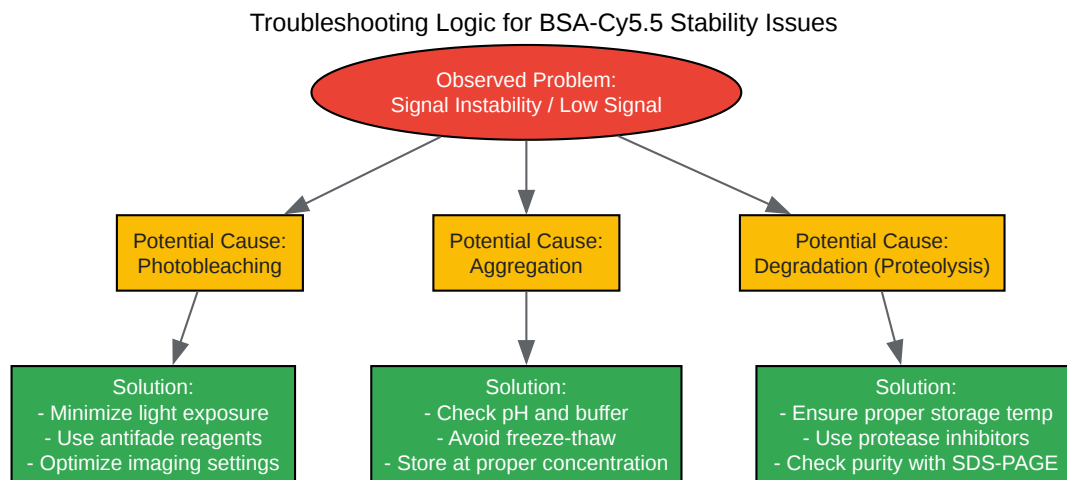 Troubleshooting Logic for BSA-Cy5.5 Stability Issues
Observed Problem:
Signal Instability / Low Signal
Potential Cause:
Photobleaching
Potential Cause:
Aggregation
Potential Cause:
Degradation (Proteolysis)
Solution:
- Minimize light exposure
- Use antifade reagents
- Optimize imaging settings
Solution:
- Check pH and buffer
- Avoid freeze-thaw
- Store at proper concentration
Solution:
- Ensure proper storage temp
- Use protease inhibitors
- Check purity with SDS-PAGE